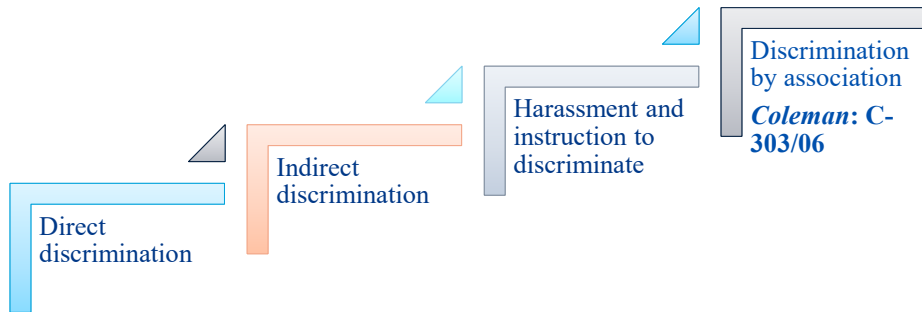 Direct
discrimination
Indirect
discrimination
Harassment and
instruction to
discriminate
Discrimination
by association
Coleman: C-
303/06